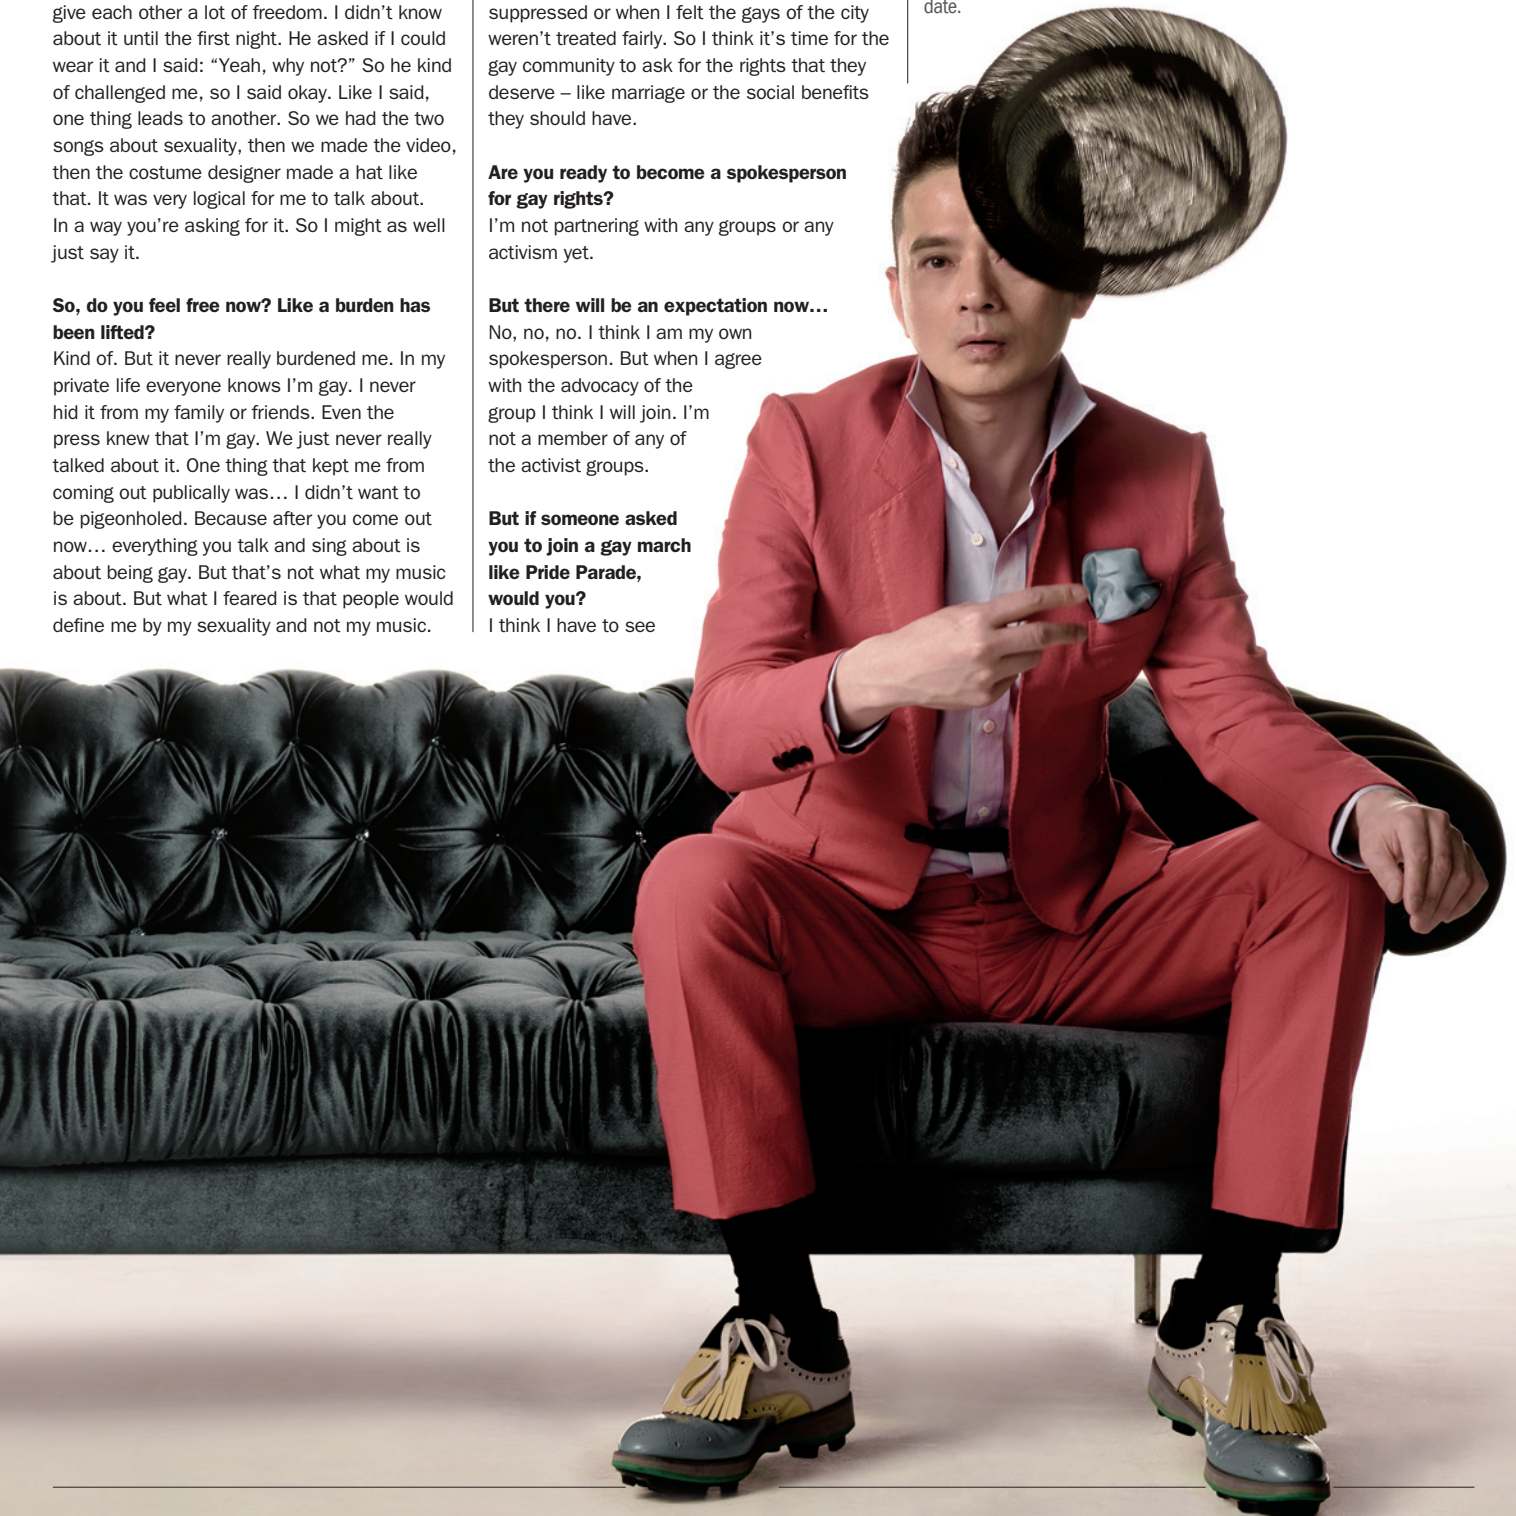 give each other a lot of freedom. I didn’t know
about it until the first night. He asked if I could
wear it and I said: “Yeah, why not?” So he kind
of challenged me, so I said okay. Like I said,
one thing leads to another. So we had the two
songs about sexuality, then we made the video,
then the costume designer made a hat like
that. It was very logical for me to talk about.
In a way you’re asking for it. So I might as well
just say it.
So, do you feel free now? Like a burden has
been lifted?
Kind of. But it never really burdened me. In my
private life everyone knows I’m gay. I never
hid it from my family or friends. Even the
press knew that I’m gay. We just never really
talked about it. One thing that kept me from
coming out publically was… I didn’t want to
be pigeonholed. Because after you come out
now… everything you talk and sing about is
about being gay. But that’s not what my music
is about. But what I feared is that people would
define me by my sexuality and not my music.
suppressed or when I felt the gays of the city
weren’t treated fairly. So I think it’s time for the
gay community to ask for the rights that they
deserve – like marriage or the social benefits
they should have.
Are you ready to become a spokesperson
for gay rights?
I’m not partnering with any groups or any
activism yet.
But there will be an expectation now…
No, no, no. I think I am my own
spokesperson. But when I agree
with the advocacy of the
group I think I will join. I’m
not a member of any of
the activist groups.
But if someone asked
you to join a gay march
like Pride Parade,
would you?
I think I have to see
date.